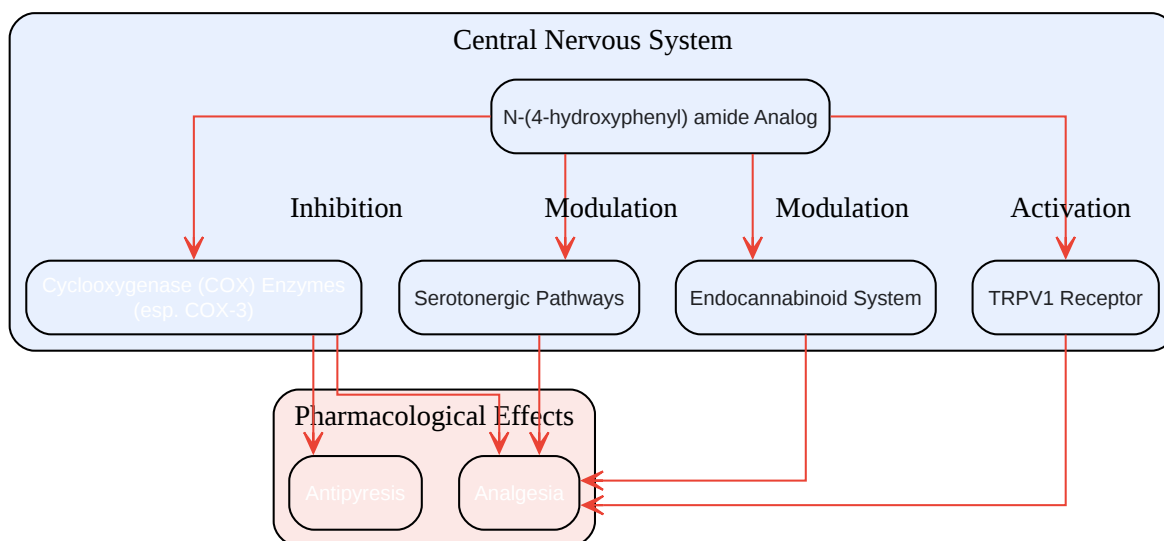 Central Nervous System
N-(4-hydroxyphenyl) amide Analog
Inhibition
Modulation
Modulation
Activation
Cyclooxygenase (COX) Enzymes
(esp. COX-3)
Serotonergic Pathways
Endocannabinoid System
TRPV1 Receptor
Pharmacological Effects
Antipyresis
Analgesia